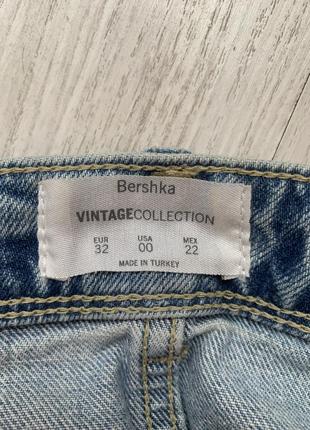 Bershka
VINTAGECOLLECTION
EUR USA MEX
32 00 22
MADE IN TURKEY